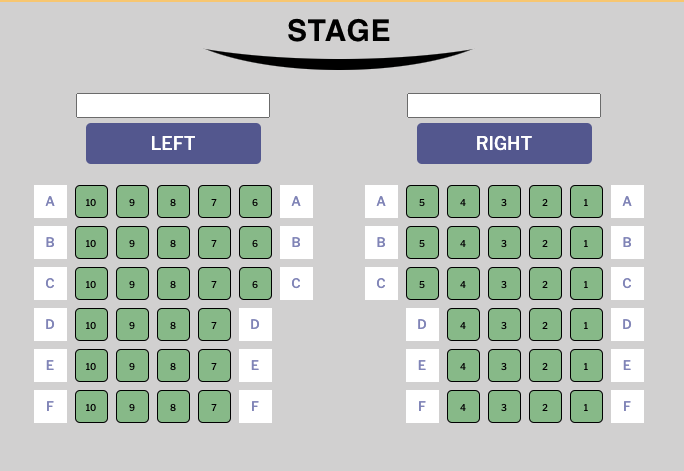 STAGE
LEFT RIGHT
A 10 9 8 7 6 A A 5 4 3 2 1 A
B 10 9 8 7 6 B B 5 4 3 2 1 B
C 10 9 8 7 6 C C 5 4 3 2 1 C
D 10 9 8 7 D D 4 3 2 1 D
E 10 9 8 7 E E 4 3 2 1 E
F 10 9 8 7 F F 4 3 2 1 F